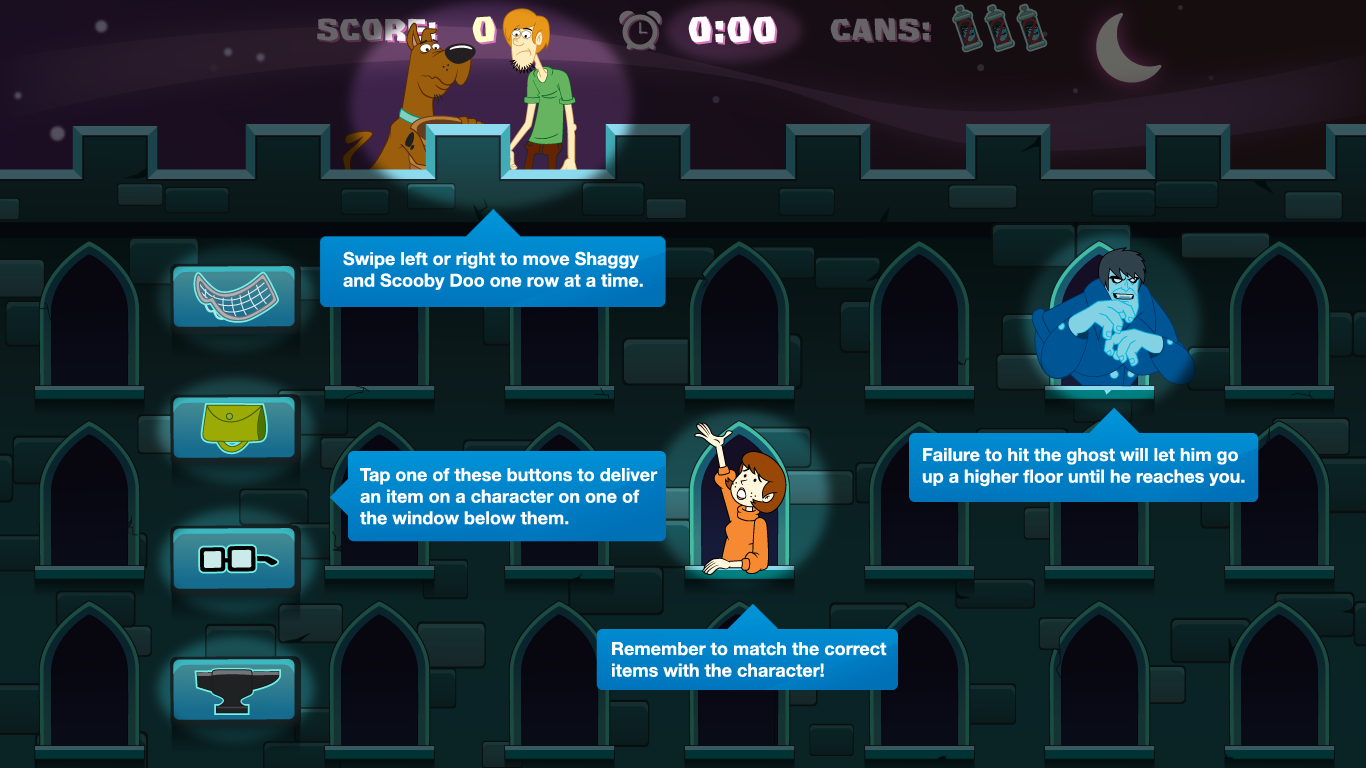 SCORE: 0 0:00 CANS:
Swipe left or right to move Shaggy
and Scooby Doo one row at a time.
Tap one of these buttons to deliver
an item on a character on one of
the window below them.
Failure to hit the ghost will let him go
up a higher floor until he reaches you.
Remember to match the correct
items with the character!